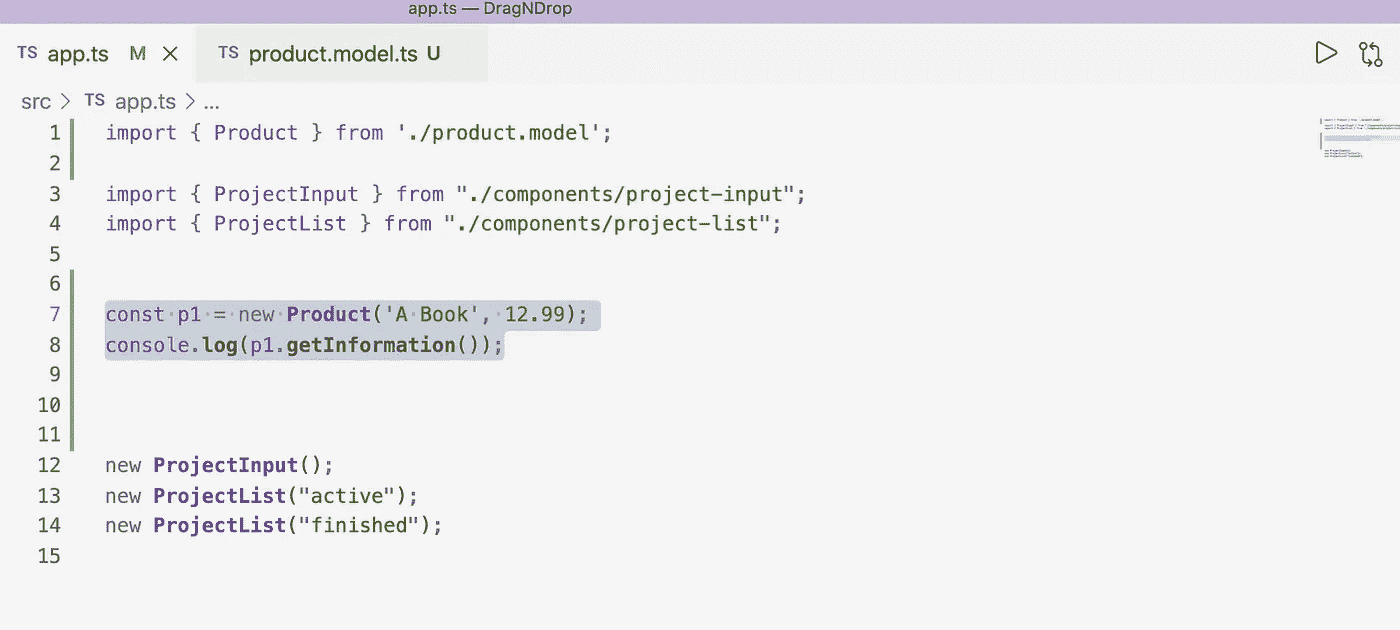 app.ts — DragNDrop
TS app.ts M TS product.model.ts U
src > TS app.ts > ...
1 import { Product } from './product.model';
2
3 import { ProjectInput } from "./components/project-input";
4 import { ProjectList } from "./components/project-list";
5
6
7 const p1 = new Product('A Book', 12.99);
8 console.log(p1.getInformation());
9
10
11
12 new ProjectInput();
13 new ProjectList("active");
14 new ProjectList("finished");
15